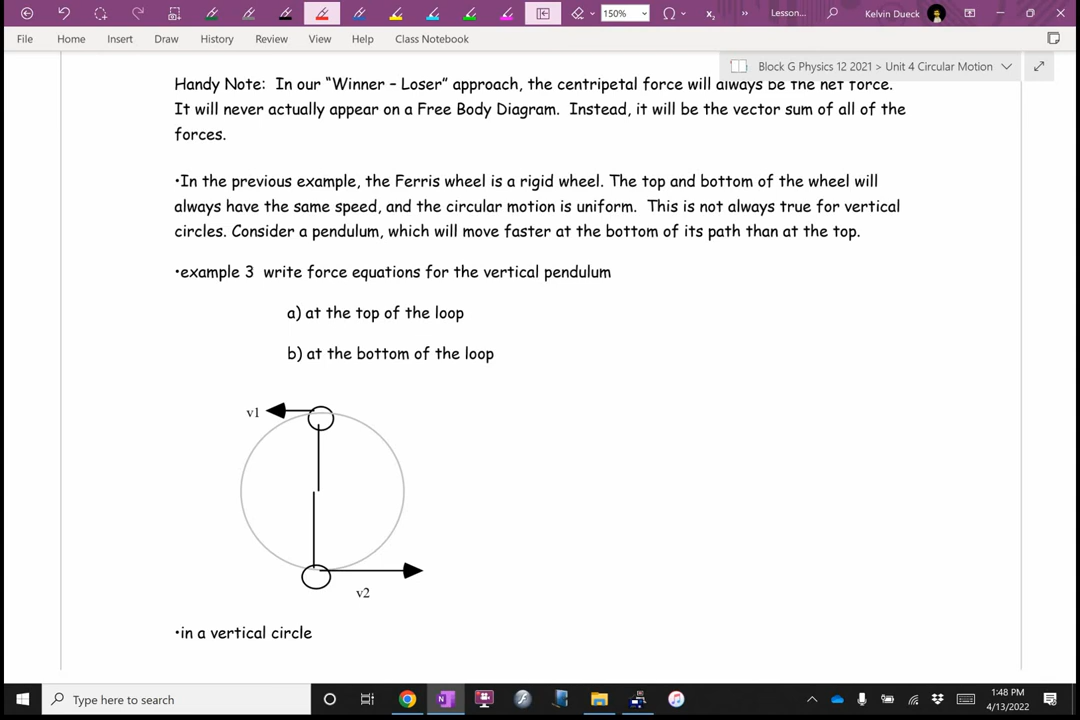 150%
Lesson...
Kelvin Dueck
File
Home
Insert
Draw
History
Review
View
Help
Class Notebook
Block G Physics 12 2021 > Unit 4 Circular Motion
Handy Note: In our “Winner – Loser” approach, the centripetal force will always be the net force.
It will never actually appear on a Free Body Diagram. Instead, it will be the vector sum of all of the
forces.
•In the previous example, the Ferris wheel is a rigid wheel. The top and bottom of the wheel will
always have the same speed, and the circular motion is uniform. This is not always true for vertical
circles. Consider a pendulum, which will move faster at the bottom of its path than at the top.
•example 3 write force equations for the vertical pendulum
a) at the top of the loop
b) at the bottom of the loop
v1
v2
•in a vertical circle
Type here to search
1:48 PM
4/13/2022